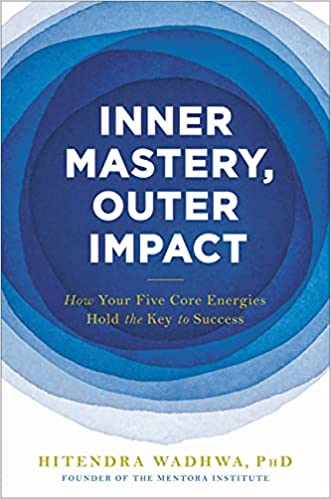 INNER
MASTERY,
OUTER
IMPACT
How Your Five Core Energies
Hold the Key to Success
HITENDRA WADHWA, PHD
FOUNDER OF THE MENTORA INSTITUTE